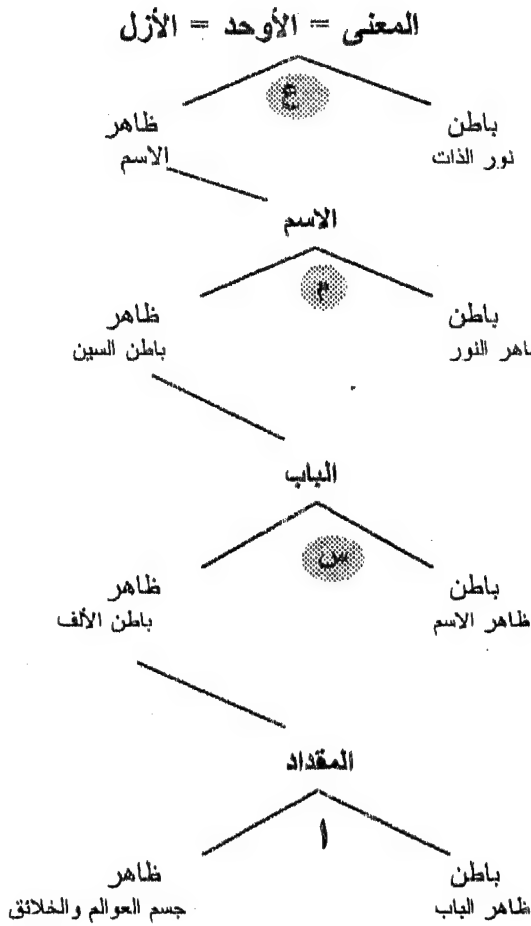 المعنى = الأوحد = الأزل
ع
باطن ظاهر
نور الذات الاسم
الاسم
م
باطن ظاهر
اهر النور باطن السين
الباب
س
باطن ظاهر
ظاهر الاسم باطن الألف
المقداد
ا
باطن ظاهر
ظاهر الباب جسم العوالم والخلائق